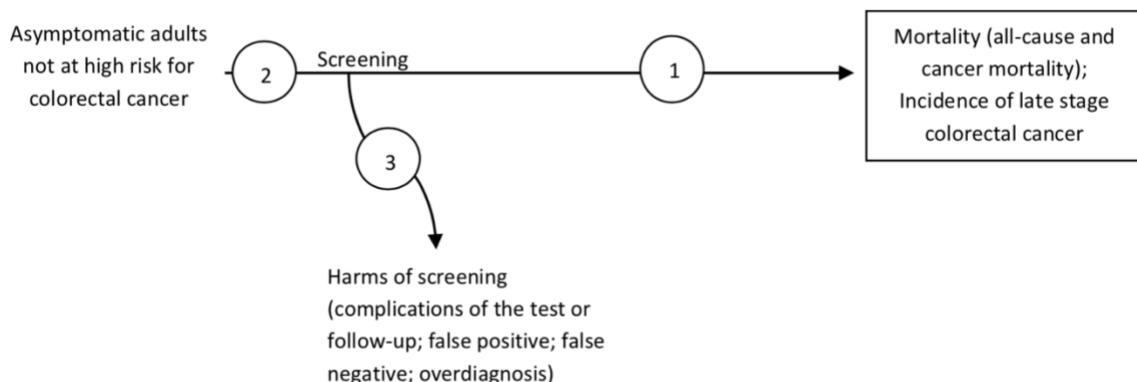 Asymptomatic adults
not at high risk for
colorectal cancer
2
Screening
1
Mortality (all-cause and
cancer mortality);
Incidence of late stage
colorectal cancer
3
Harms of screening
(complications of the test or
follow-up; false positive; false
negative; overdiagnosis)